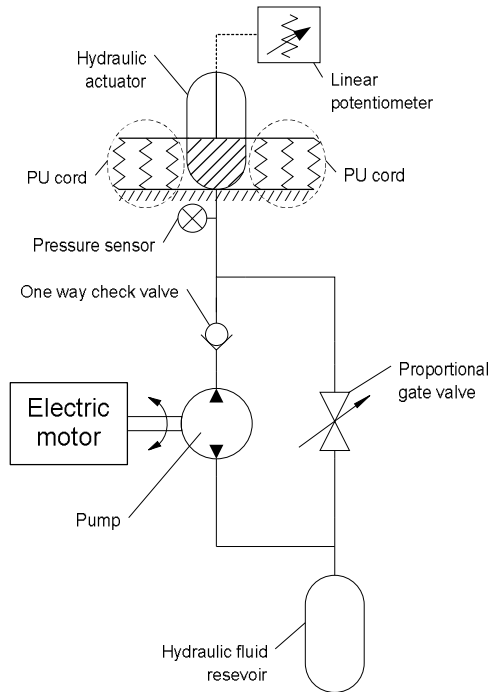 Hydraulic
actuator
Linear
potentiometer
PU cord
PU cord
Pressure sensor
One way check valve
Proportional
gate valve
Electric
motor
Pump
Hydraulic fluid
resevoir